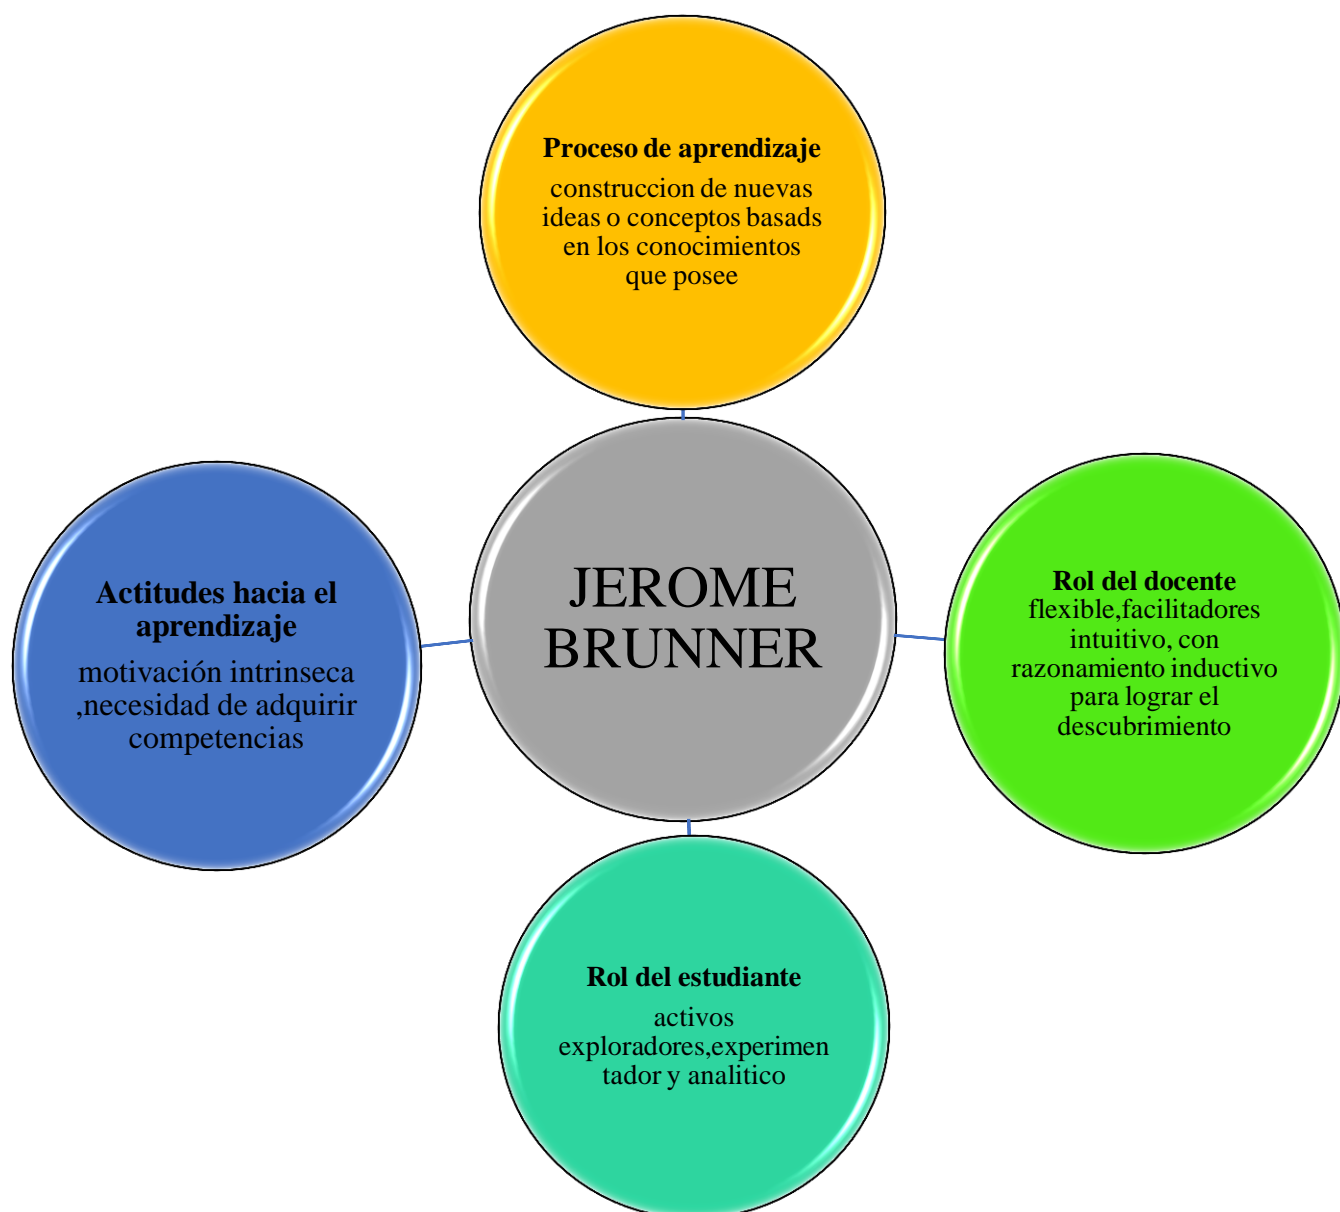 Proceso de aprendizaje
construccion de nuevas
ideas o conceptos basads
en los conocimientos
que posee
Actitudes hacia el
aprendizaje
motivación intrinseca
,necesidad de adquirir
competencias
JEROME
BRUNNER
Rol del docente
flexible,facilitadores
intuitivo, con
razonamiento inductivo
para lograr el
descubrimiento
Rol del estudiante
activos
exploradores,experimen
tador y analitico